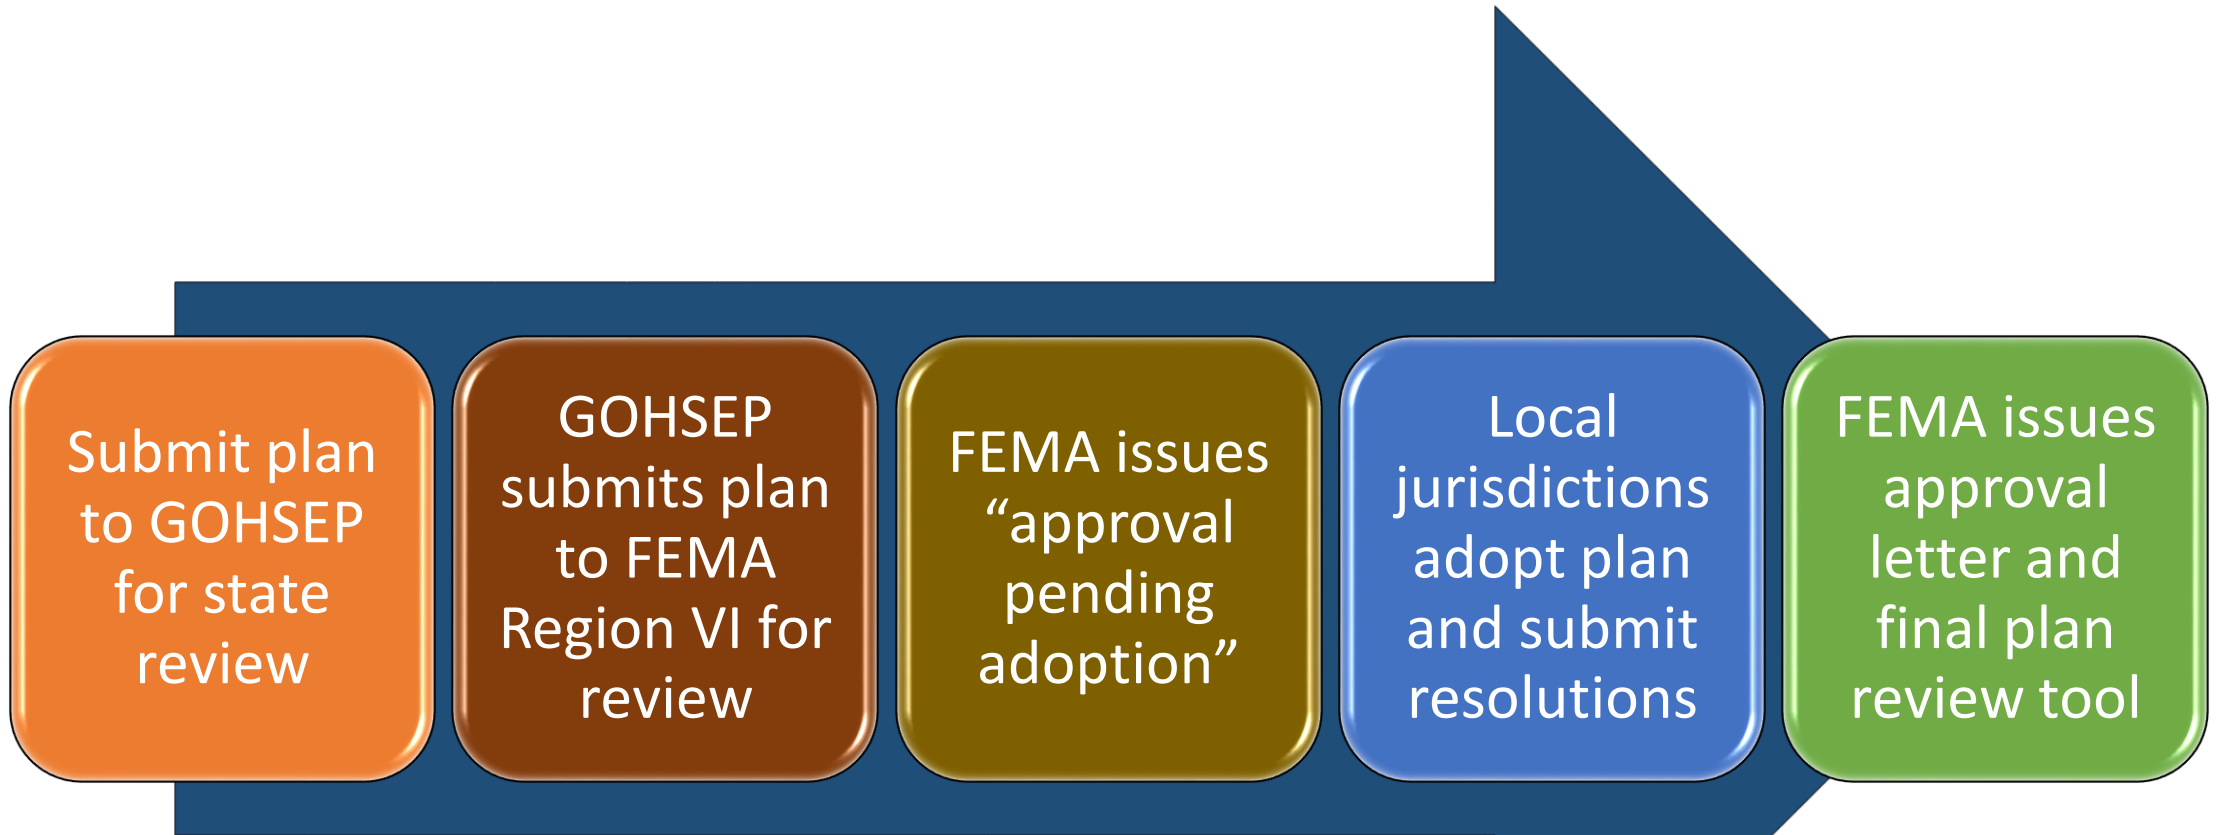 Submit plan
to GOHSEP
for state
review
GOHSEP
submits plan
to FEMA
Region VI for
review
FEMA issues
“approval
pending
adoption”
Local
jurisdictions
adopt plan
and submit
resolutions
FEMA issues
approval
letter and
final plan
review tool